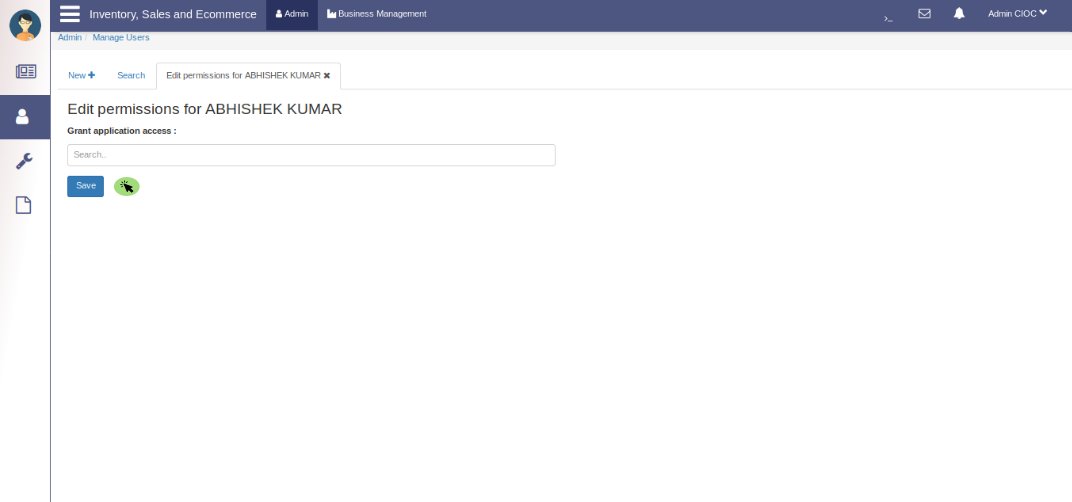 Inventory, Sales and Ecommerce Admin Business Management >_ Admin CIOC
Admin / Manage Users
New Search Edit permissions for ABHISHEK KUMAR
Edit permissions for ABHISHEK KUMAR
Grant application access :
Search..
Save